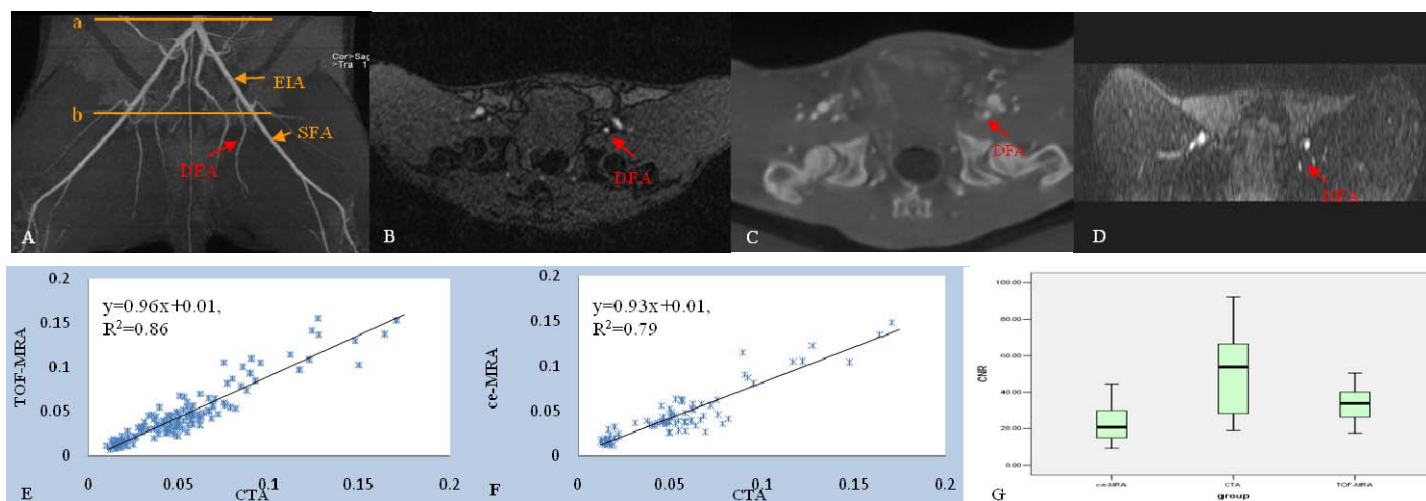 a
Cor>Sag
>Tra 1
EIA
b
SFA
DFA
A
DFA
B
DFA
C
DFA
D
0.2
y=0.96x+0.01,
R²=0.86
0.15
TOF-MRA
0.1
0.05
0
0
0.05
0.1
0.15
0.2
E
CTA
0.2
y=0.93x+0.01,
R²=0.79
0.15
ce-MRA
0.1
0.05
0
0
0.05
0.1
0.15
0.2
F
CTA
100.00
80.00
60.00
CNR
40.00
20.00
0.00
ce-MRA
CTA
TOF-MRA
G
group